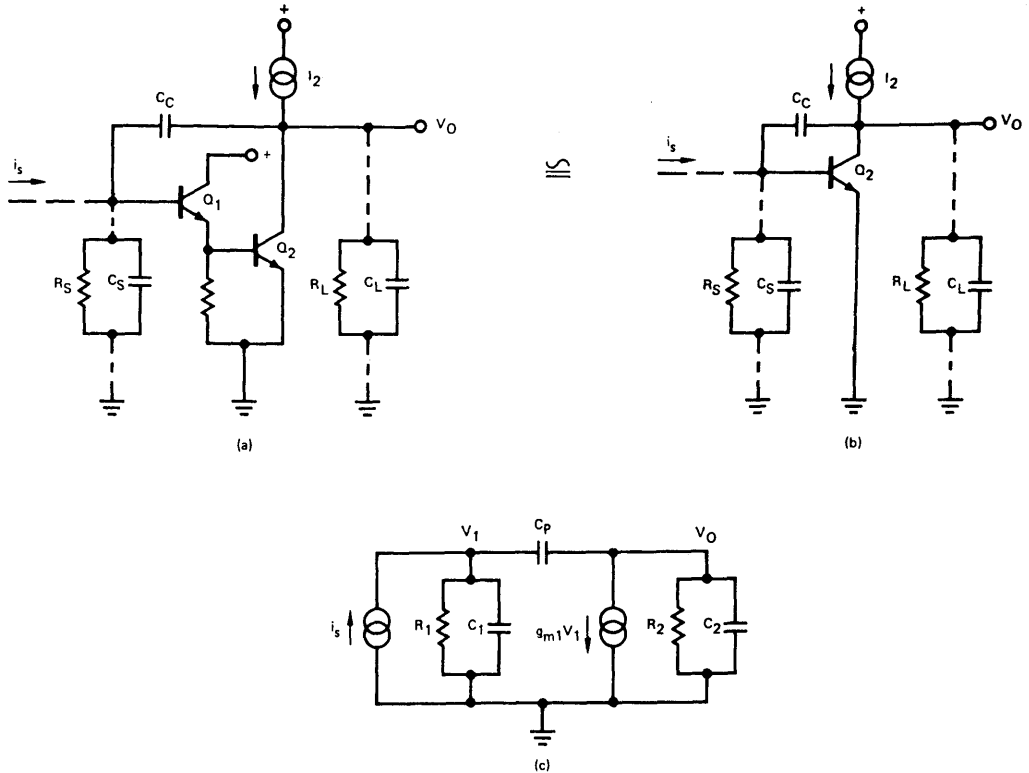 +
+
I2
I2
CC
VO
CC
VO
+
is
≅
is
Q1
Q2
Q2
RS
CS
RL
CL
RS
CS
RL
CL
(a)
(b)
V1
CP
VO
is
R1
C1
gm1V1
R2
C2
(c)